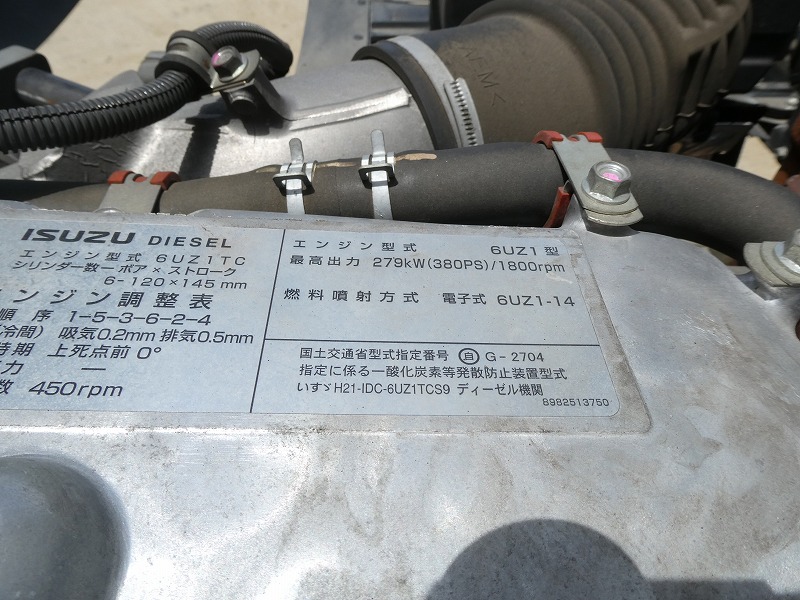 AFM<
ISUZU DIESEL
エンジン型式 6UZ1TC
シリンダー数－ボア×ストローク
6-120×145mm
ンジン調整表
順序 1-5-3-6-2-4
(冷間) 吸気0.2mm 排気0.5mm
時期 上死点前 0°
力 —
数 450rpm
エンジン型式 6UZ1型
最高出力 279kW(380PS)/1800rpm
燃料噴射方式 電子式 6UZ1-14
国土交通省型式指定番号 自 G-2704
指定に係る一酸化炭素等発散防止装置型式
いすゞH21-IDC-6UZ1TCS9 ディーゼル機関
8982513750